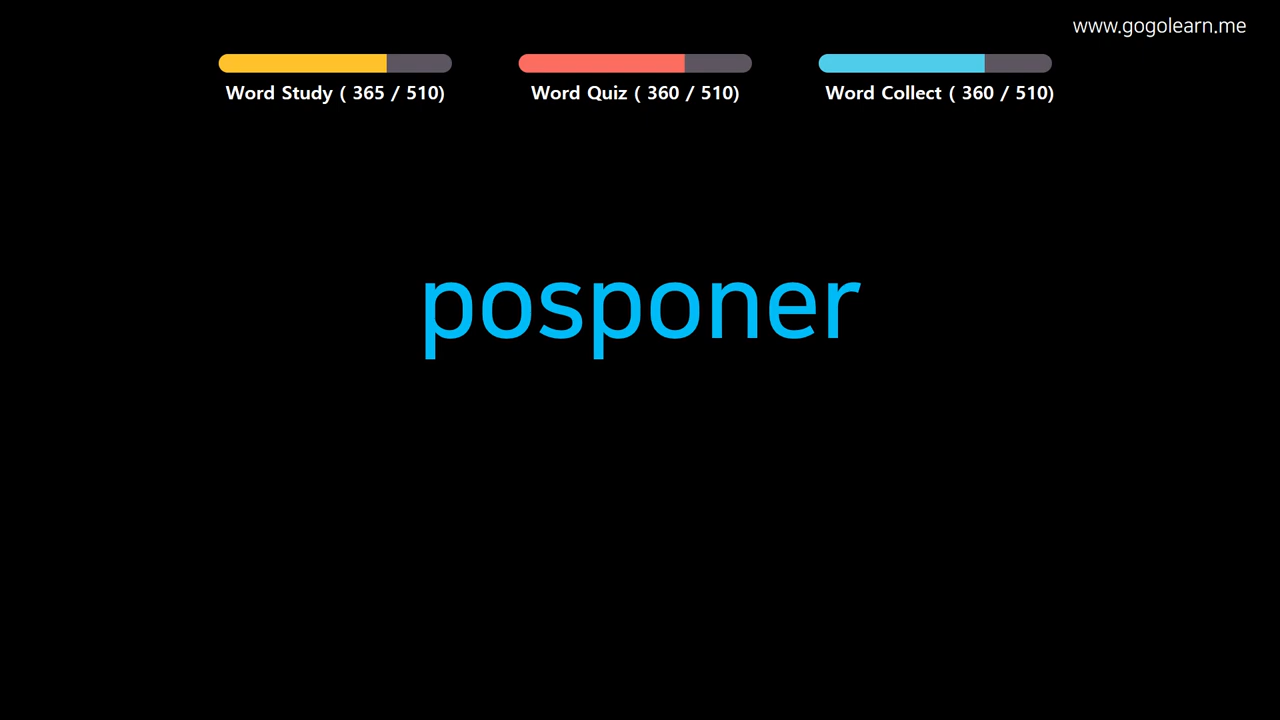 www.gogolearn.me
Word Study ( 365 / 510)
Word Quiz ( 360 / 510)
Word Collect ( 360 / 510)
posponer